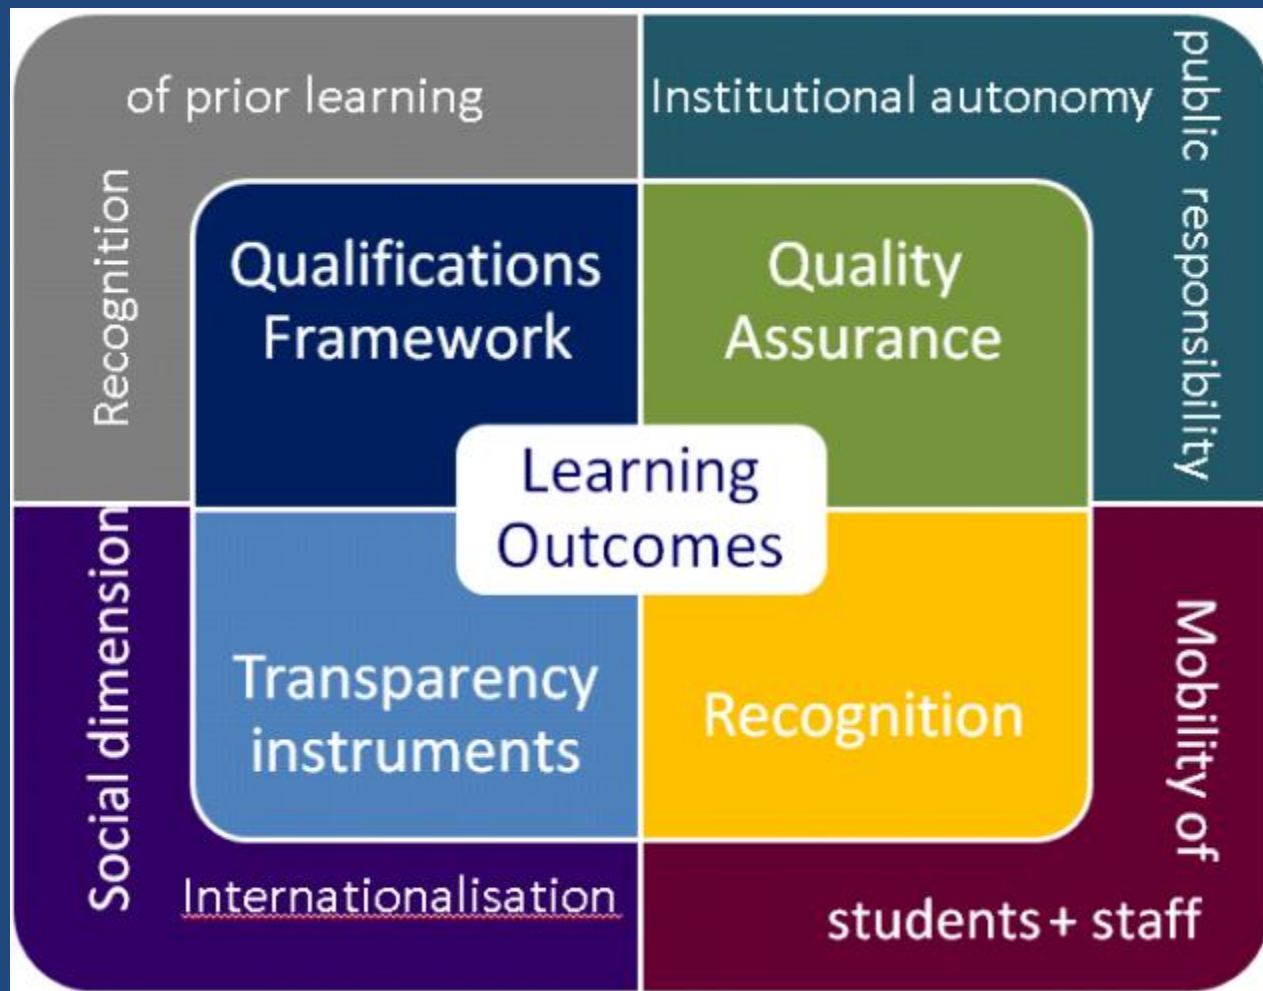 Recognition
of prior learning
Institutional autonomy
public responsibility
Qualifications
Framework
Quality
Assurance
Learning
Outcomes
Transparency
instruments
Recognition
Social dimension
Internationalisation
Mobility of
students + staff